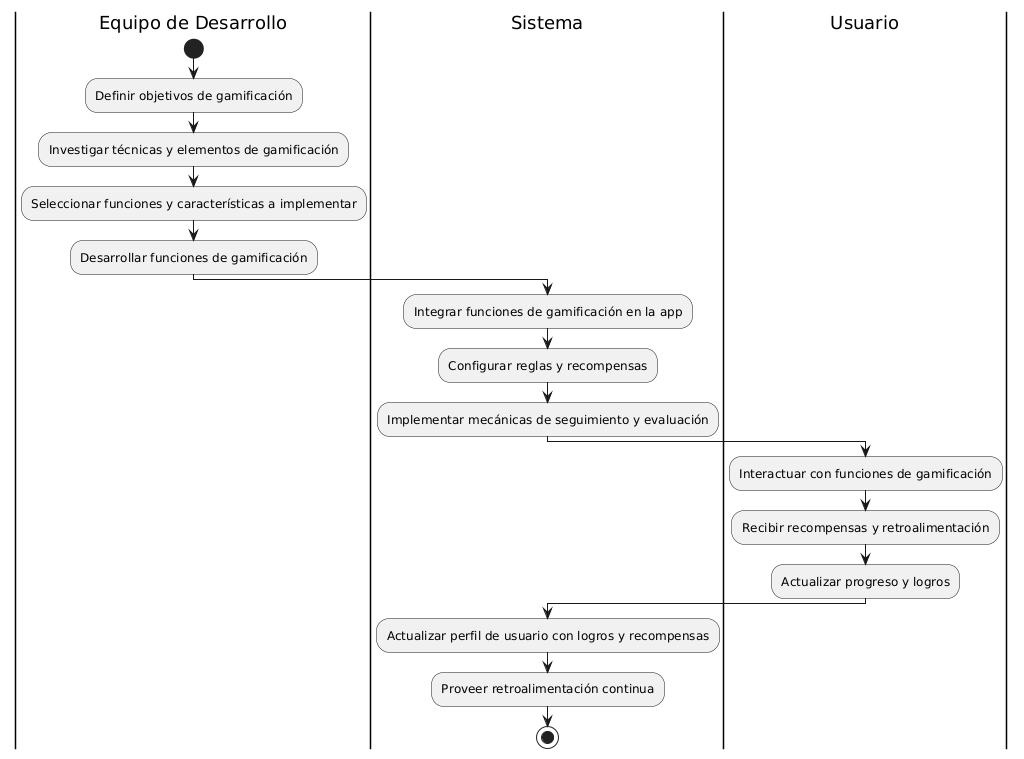 Equipo de Desarrollo
Sistema
Usuario
Definir objetivos de gamificación
Investigar técnicas y elementos de gamificación
Seleccionar funciones y características a implementar
Desarrollar funciones de gamificación
Integrar funciones de gamificación en la app
Configurar reglas y recompensas
Implementar mecánicas de seguimiento y evaluación
Interactuar con funciones de gamificación
Recibir recompensas y retroalimentación
Actualizar progreso y logros
Actualizar perfil de usuario con logros y recompensas
Proveer retroalimentación continua